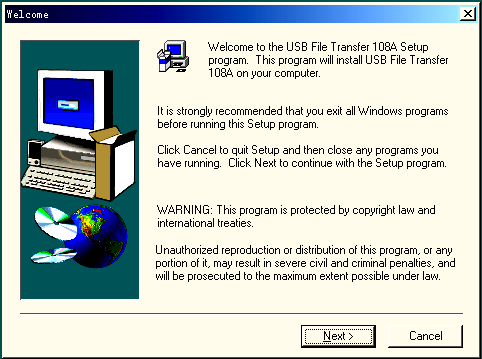 Welcome
Welcome to the USB File Transfer 108A Setup
program. This program will install USB File Transfer
108A on your computer.
It is strongly recommended that you exit all Windows programs
before running this Setup program.
Click Cancel to quit Setup and then close any programs you
have running. Click Next to continue with the Setup program.
WARNING: This program is protected by copyright law and
international treaties.
Unauthorized reproduction or distribution of this program, or any
portion of it, may result in severe civil and criminal penalties, and
will be prosecuted to the maximum extent possible under law.
Next > Cancel